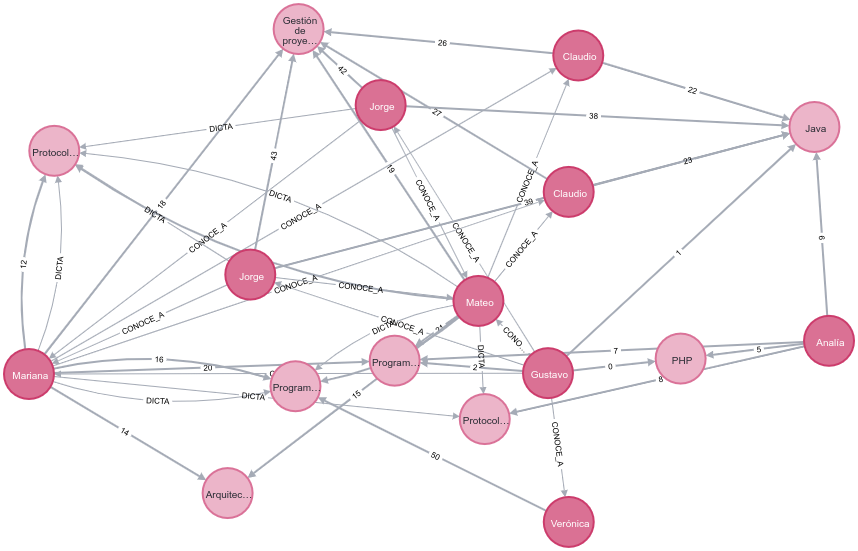 Gestión
de
proye...
26
Claudio
42
22
Jorge
27
38
Java
DICTA
Protocol...
43
23
19
CONOCE_A
DICTA
CONOCE_A
Claudio
39
18
DICTA
CONOCE_A
CONOCE_A
CONOCE_A
CONOCE_A
1
9
12
DICTA
Jorge
CONOCE_A
CONOCE_A
Mateo
CONOCE_A
CONOCE_A
21
DICTA
CONO...
Analía
16
20
Program...
DICTA
2
7
5
PHP
0
Mariana
Program...
Gustavo
8
DICTA
DICTA
15
Protocol...
14
CONOCE_A
50
Arquitec...
Verónica